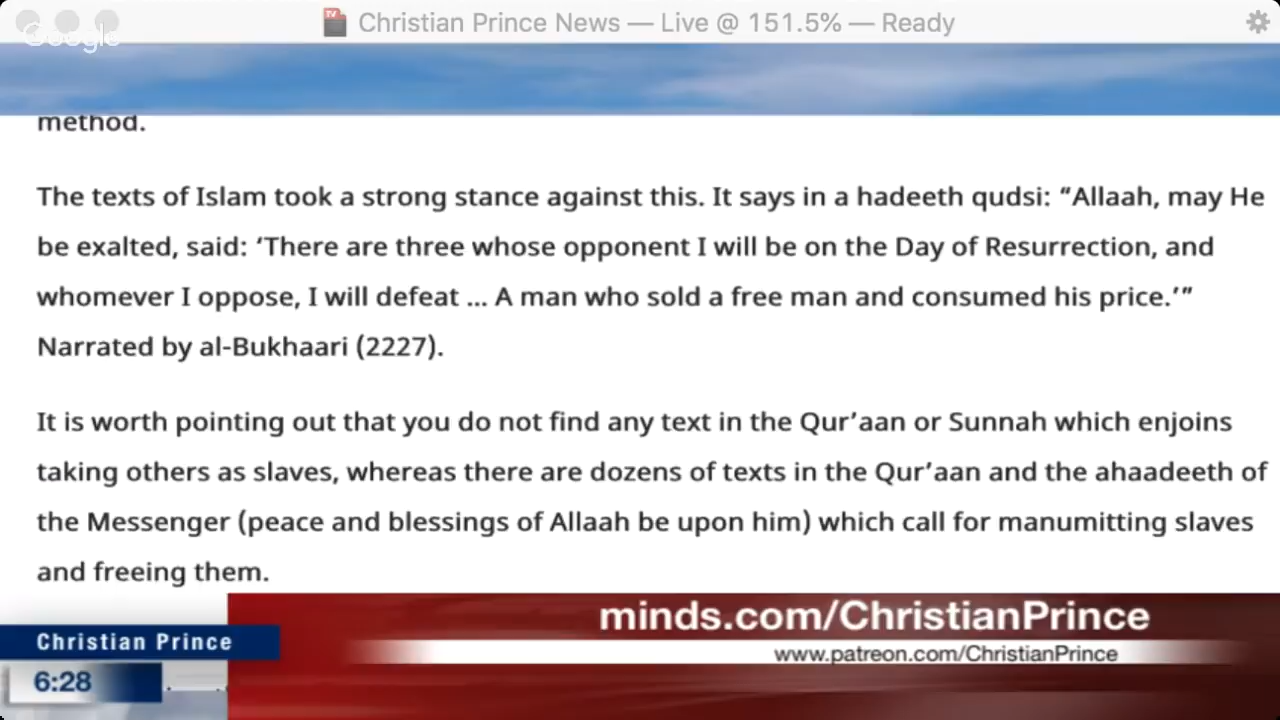 Christian Prince News — Live @ 151.5% — Ready
Google
method.
The texts of Islam took a strong stance against this. It says in a hadeeth qudsi: “Allaah, may He
be exalted, said: ‘There are three whose opponent I will be on the Day of Resurrection, and
whomever I oppose, I will defeat ... A man who sold a free man and consumed his price.’”
Narrated by al-Bukhaari (2227).
It is worth pointing out that you do not find any text in the Qur’aan or Sunnah which enjoins
taking others as slaves, whereas there are dozens of texts in the Qur’aan and the ahaadeeth of
the Messenger (peace and blessings of Allaah be upon him) which call for manumitting slaves
and freeing them.
minds.com/ChristianPrince
Christian Prince
www.patreon.com/ChristianPrince
6:28